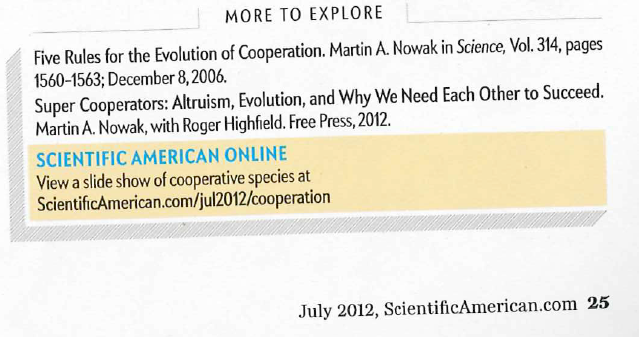 MORE TO EXPLORE
Five Rules for the Evolution of Cooperation. Martin A. Nowak in Science, Vol. 314, pages
1560–1563; December 8, 2006.
Super Cooperators: Altruism, Evolution, and Why We Need Each Other to Succeed.
Martin A. Nowak, with Roger Highfield. Free Press, 2012.
SCIENTIFIC AMERICAN ONLINE
View a slide show of cooperative species at
ScientificAmerican.com/jul2012/cooperation
July 2012, ScientificAmerican.com 25